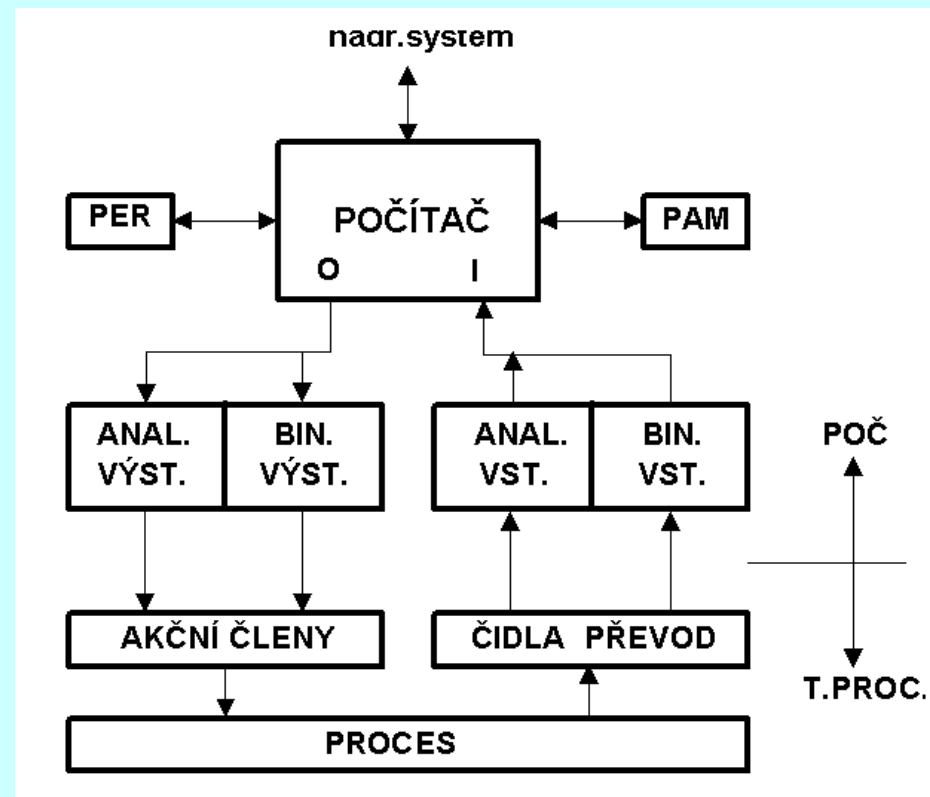 nadr.system
PER
POČÍTAČ
PAM
O I
ANAL. VÝST.
BIN. VÝST.
ANAL. VST.
BIN. VST.
POČ
AKČNÍ ČLENY
ČIDLA PŘEVOD
T.PROC.
PROCES